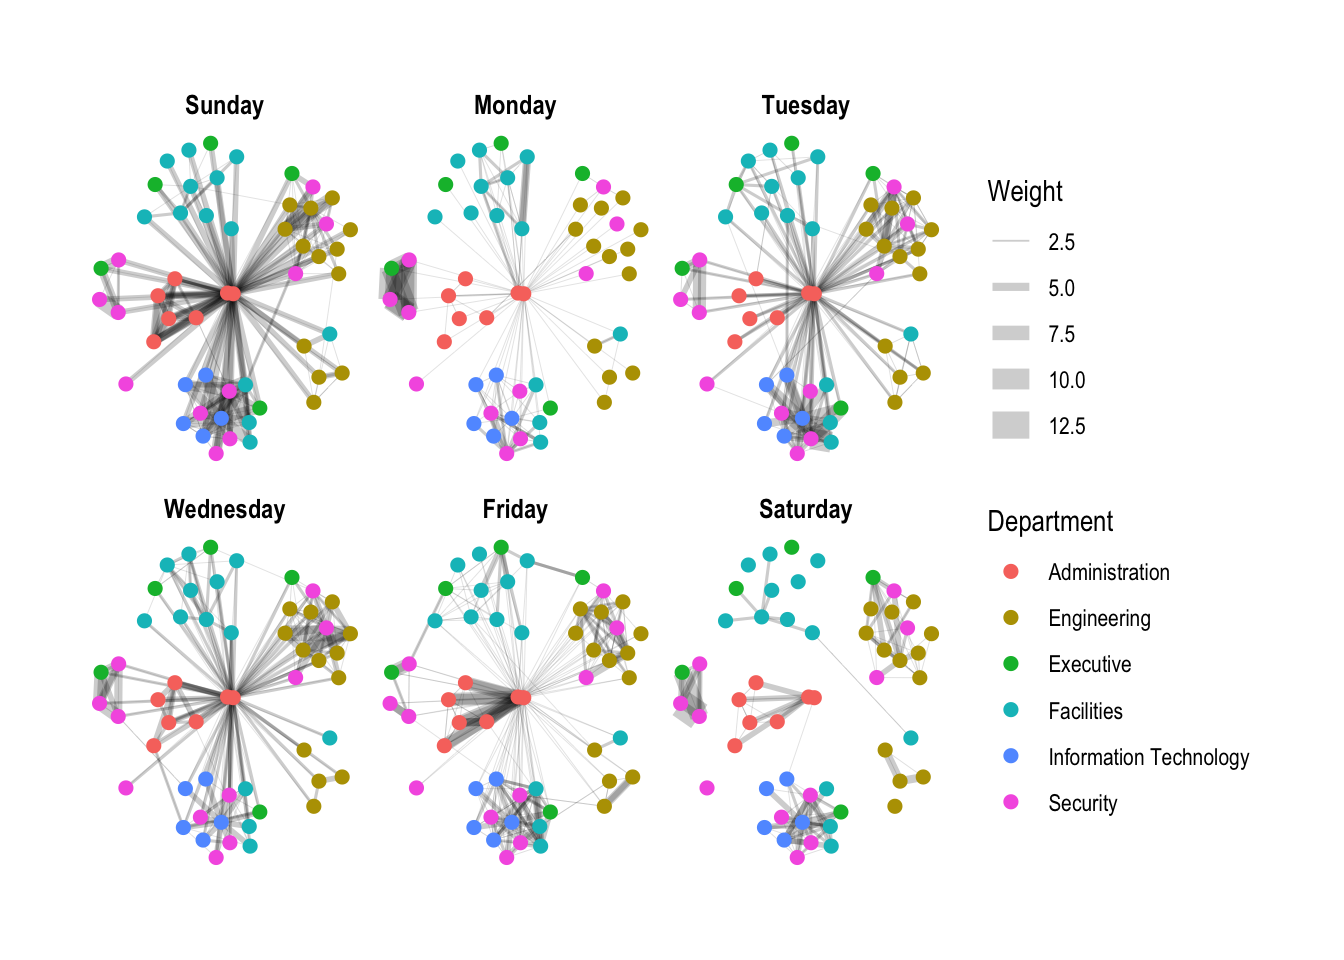 Sunday
Monday
Tuesday
Wednesday
Friday
Saturday
Weight
2.5
5.0
7.5
10.0
12.5
Department
Administration
Engineering
Executive
Facilities
Information Technology
Security